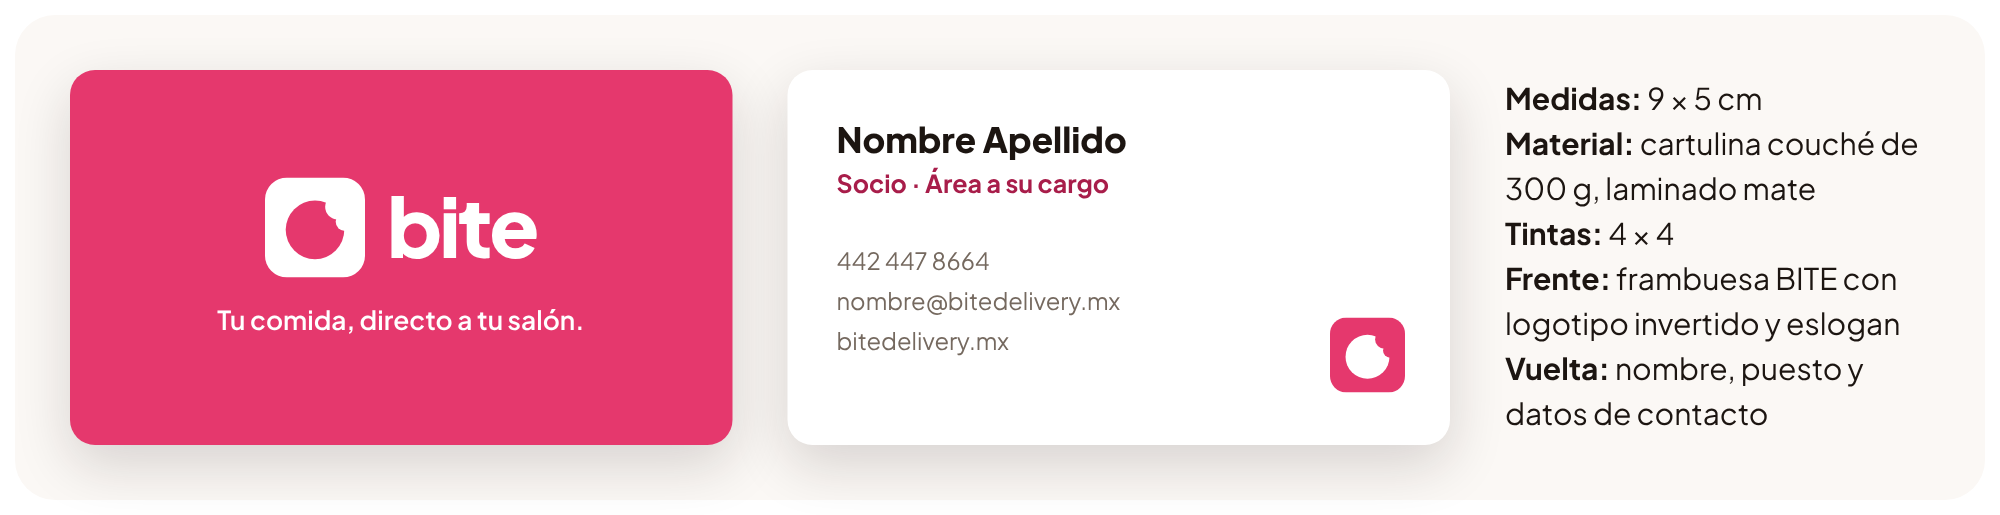 bite
Tu comida, directo a tu salón.
Nombre Apellido
Socio · Área a su cargo
442 447 8664
nombre@bitedelivery.mx
bitedelivery.mx
Medidas: 9 × 5 cm
Material: cartulina couché de
300 g, laminado mate
Tintas: 4 × 4
Frente: frambuesa BITE con
logotipo invertido y eslogan
Vuelta: nombre, puesto y
datos de contacto